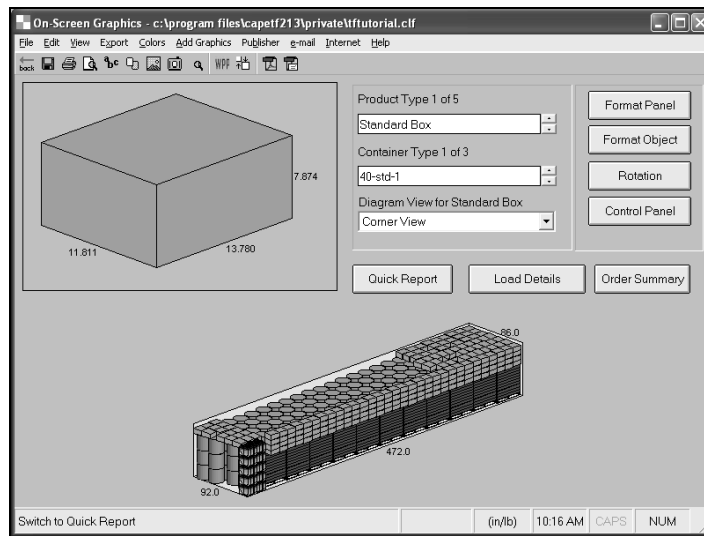 On-Screen Graphics - c:\program files\capetf213\private\tftutorial.clf
File Edit View Export Colors Add Graphics Publisher e-mail Internet Help
back abc WPF
7.874
11.811
13.780
Product Type 1 of 5
Standard Box
Container Type 1 of 3
40-std-1
Diagram View for Standard Box
Corner View
Format Panel
Format Object
Rotation
Control Panel
Quick Report Load Details Order Summary
86.0
472.0
92.0
Switch to Quick Report (in/lb) 10:16 AM CAPS NUM